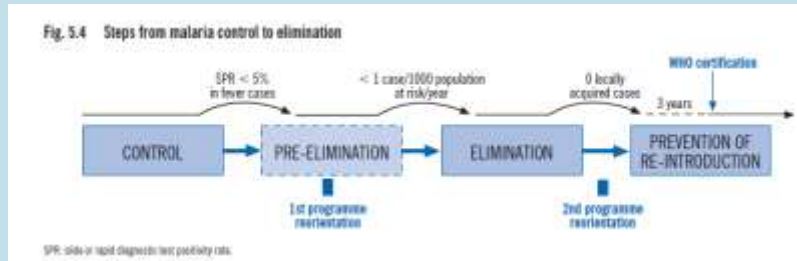 Fig. 5.4 Steps from malaria control to elimination
WHO certification
SPR < 5%
in fever cases
< 1 case/1000 population
at risk/year
0 locally
acquired cases
3 years
CONTROL
PRE-ELIMINATION
ELIMINATION
PREVENTION OF
RE-INTRODUCTION
1st programme
reorientation
2nd programme
reorientation
SPR: slide or rapid diagnostic test positivity rate.